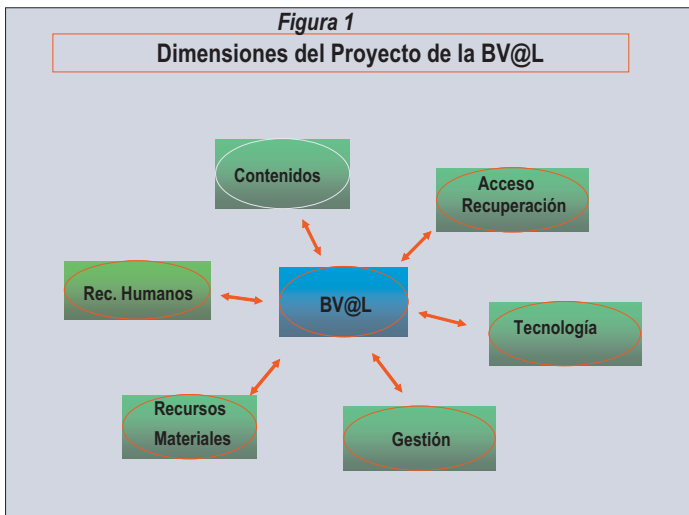 Figura 1
Dimensiones del Proyecto de la BV@L
Contenidos
Acceso
Recuperación
Rec. Humanos
BV@L
Tecnología
Recursos
Materiales
Gestión